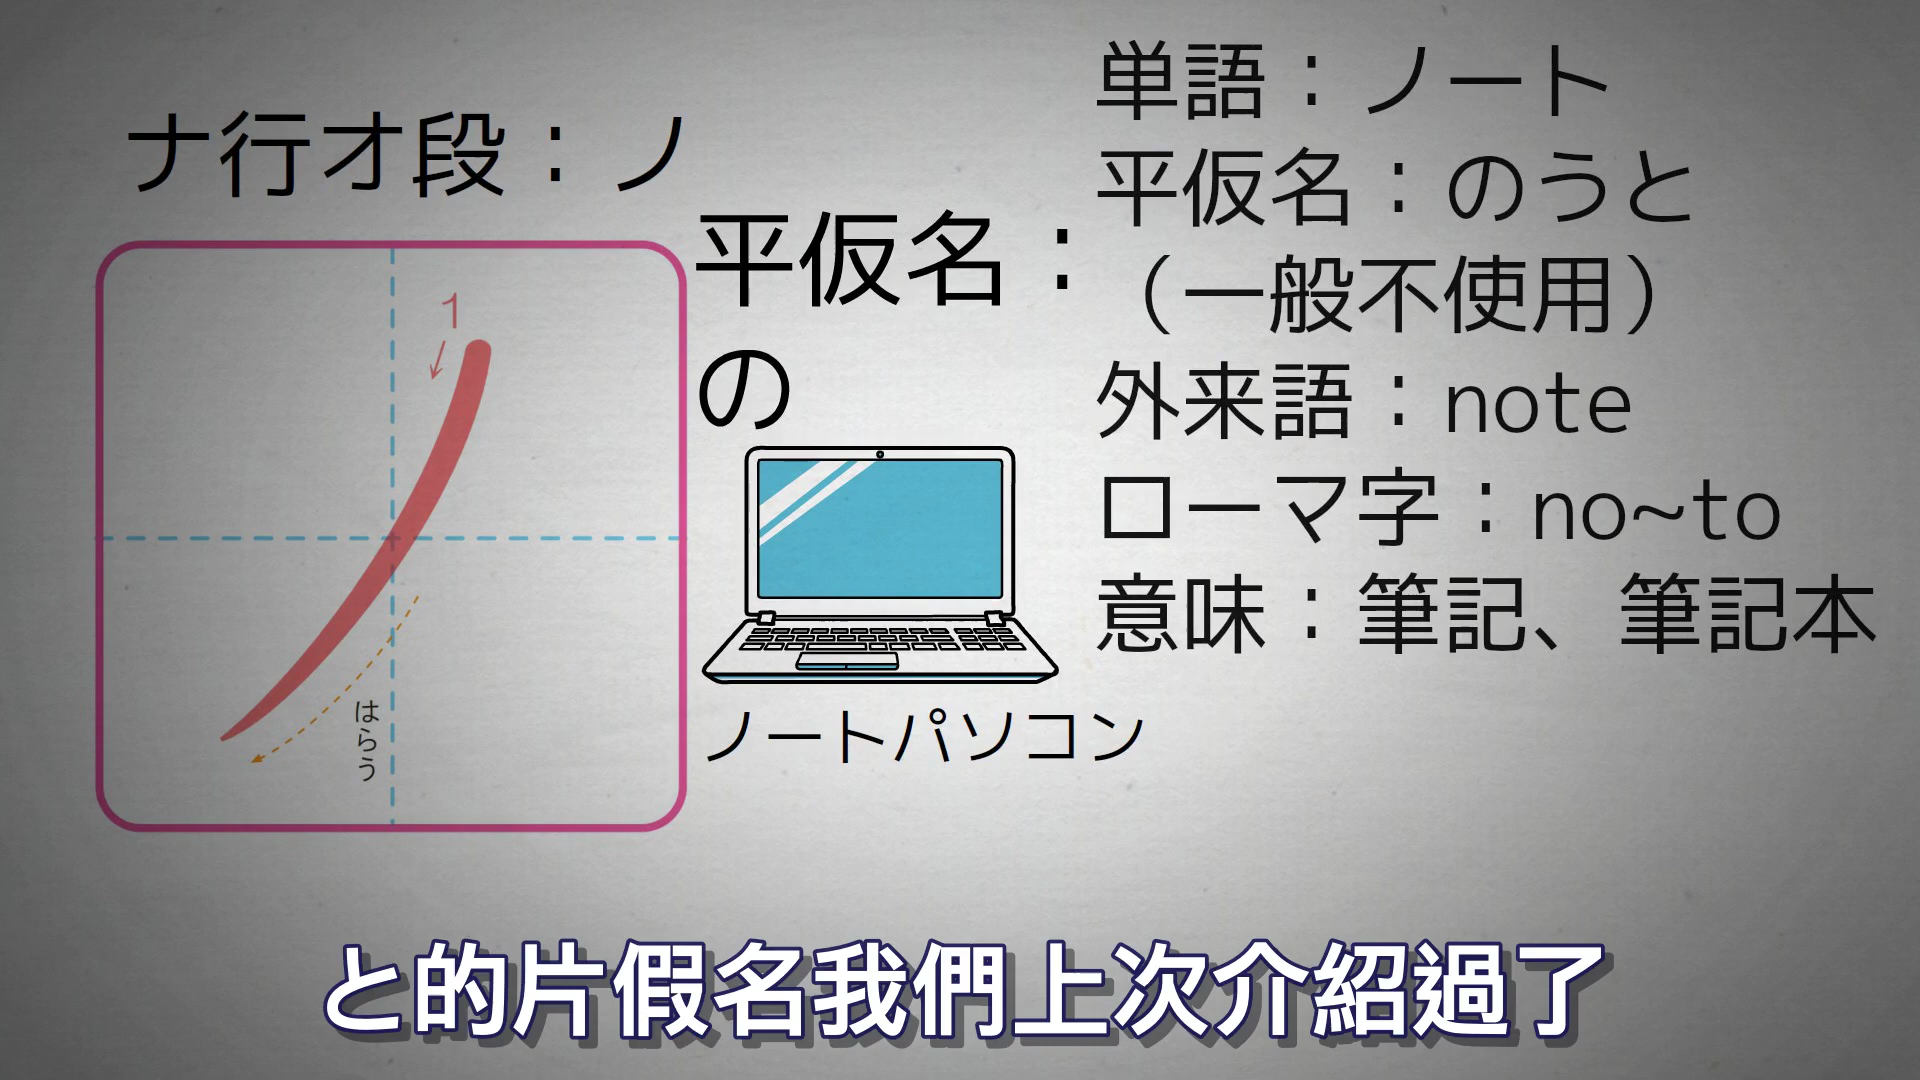 ナ行オ段：ノ
1
はらう
平仮名：
の
ノートパソコン
単語：ノート
平仮名：のうと
（一般不使用）
外来語：note
ローマ字：no~to
意味：筆記、筆記本
と的片假名我們上次介紹過了